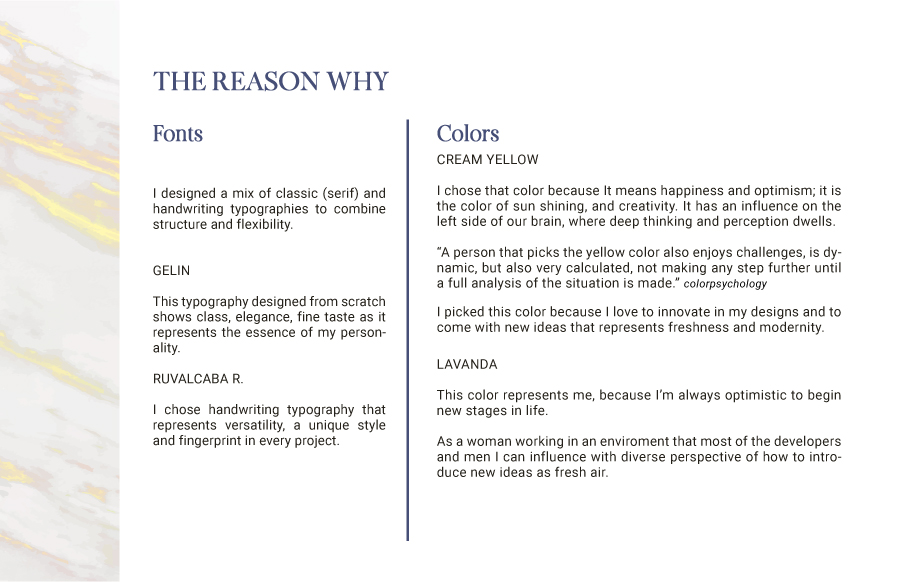 THE REASON WHY
Fonts
I designed a mix of classic (serif) and
handwriting typographies to combine
structure and flexibility.
GELIN
This typography designed from scratch
shows class, elegance, fine taste as it
represents the essence of my person-
ality.
RUVALCABA R.
I chose handwriting typography that
represents versatility, a unique style
and fingerprint in every project.
Colors
CREAM YELLOW
I chose that color because It means happiness and optimism; it is
the color of sun shining, and creativity. It has an influence on the
left side of our brain, where deep thinking and perception dwells.
“A person that picks the yellow color also enjoys challenges, is dy-
namic, but also very calculated, not making any step further until
a full analysis of the situation is made.” colorpsychology
I picked this color because I love to innovate in my designs and to
come with new ideas that represents freshness and modernity.
LAVANDA
This color represents me, because I’m always optimistic to begin
new stages in life.
As a woman working in an enviroment that most of the developers
and men I can influence with diverse perspective of how to intro-
duce new ideas as fresh air.